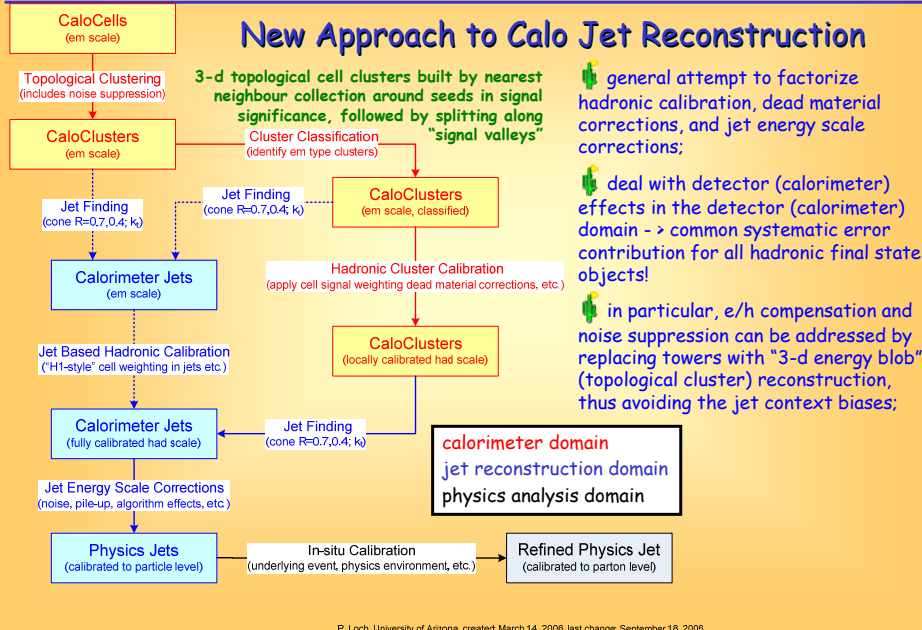 New Approach to Calo Jet Reconstruction
CaloCells
(em scale)
Topological Clustering
(includes noise suppression)
CaloClusters
(em scale)
3-d topological cell clusters built by nearest
neighbour collection around seeds in signal
significance, followed by splitting along
"signal valleys"
Cluster Classification
(identify em type clusters)
CaloClusters
(em scale, classified)
Jet Finding
(cone R=0.7,0.4; kt)
Jet Finding
(cone R=0.7,0.4; kt)
Calorimeter Jets
(em scale)
Hadronic Cluster Calibration
(apply cell signal weighting dead material corrections, etc.)
CaloClusters
(locally calibrated had scale)
Jet Based Hadronic Calibration
("H1-style" cell weighting in jets etc.)
Calorimeter Jets
(fully calibrated had scale)
Jet Finding
(cone R=0.7,0.4; kt)
Jet Energy Scale Corrections
(noise, pile-up, algorithm effects, etc.)
Physics Jets
(calibrated to particle level)
In-situ Calibration
(underlying event, physics environment, etc.)
Refined Physics Jet
(calibrated to parton level)
general attempt to factorize
hadronic calibration, dead material
corrections, and jet energy scale
corrections;
deal with detector (calorimeter)
effects in the detector (calorimeter)
domain - > common systematic error
contribution for all hadronic final state
objects!
in particular, e/h compensation and
noise suppression can be addressed by
replacing towers with "3-d energy blob"
(topological cluster) reconstruction,
thus avoiding the jet context biases;
calorimeter domain
jet reconstruction domain
physics analysis domain
P. Loch, University of Arizona, created: March 14, 2006, last change: September 18, 2006